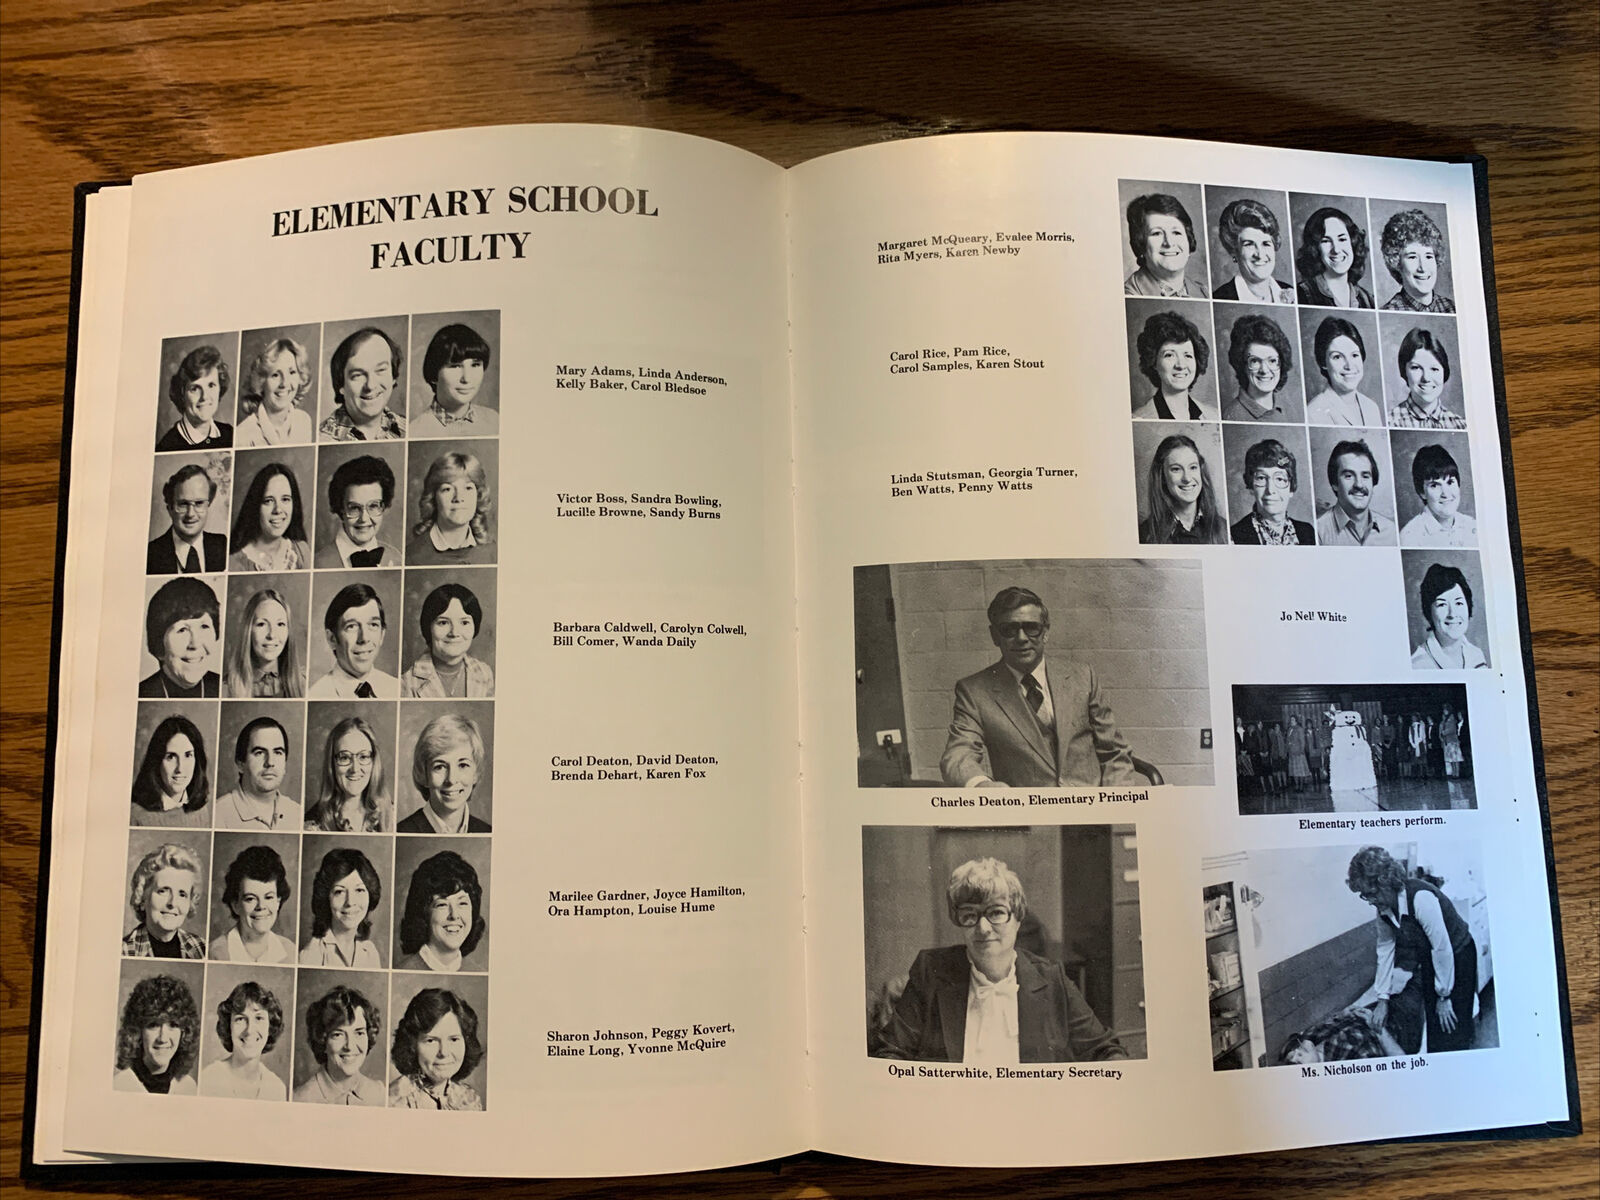 ELEMENTARY SCHOOL
FACULTY
Mary Adams, Linda Anderson,
Kelly Baker, Carol Bledsoe
Victor Boss, Sandra Bowling,
Lucille Browne, Sandy Burns
Barbara Caldwell, Carolyn Colwell,
Bill Comer, Wanda Daily
Carol Deaton, David Deaton,
Brenda Dehart, Karen Fox
Marilee Gardner, Joyce Hamilton,
Ora Hampton, Louise Hume
Sharon Johnson, Peggy Kovert,
Elaine Long, Yvonne McQuire
Margaret McQueary, Evalee Morris,
Rita Myers, Karen Newby
Carol Rice, Pam Rice,
Carol Samples, Karen Stout
Linda Stutsman, Georgia Turner,
Ben Watts, Penny Watts
Jo Nell White
Charles Deaton, Elementary Principal
Elementary teachers perform.
Opal Satterwhite, Elementary Secretary
Ms. Nicholson on the job.